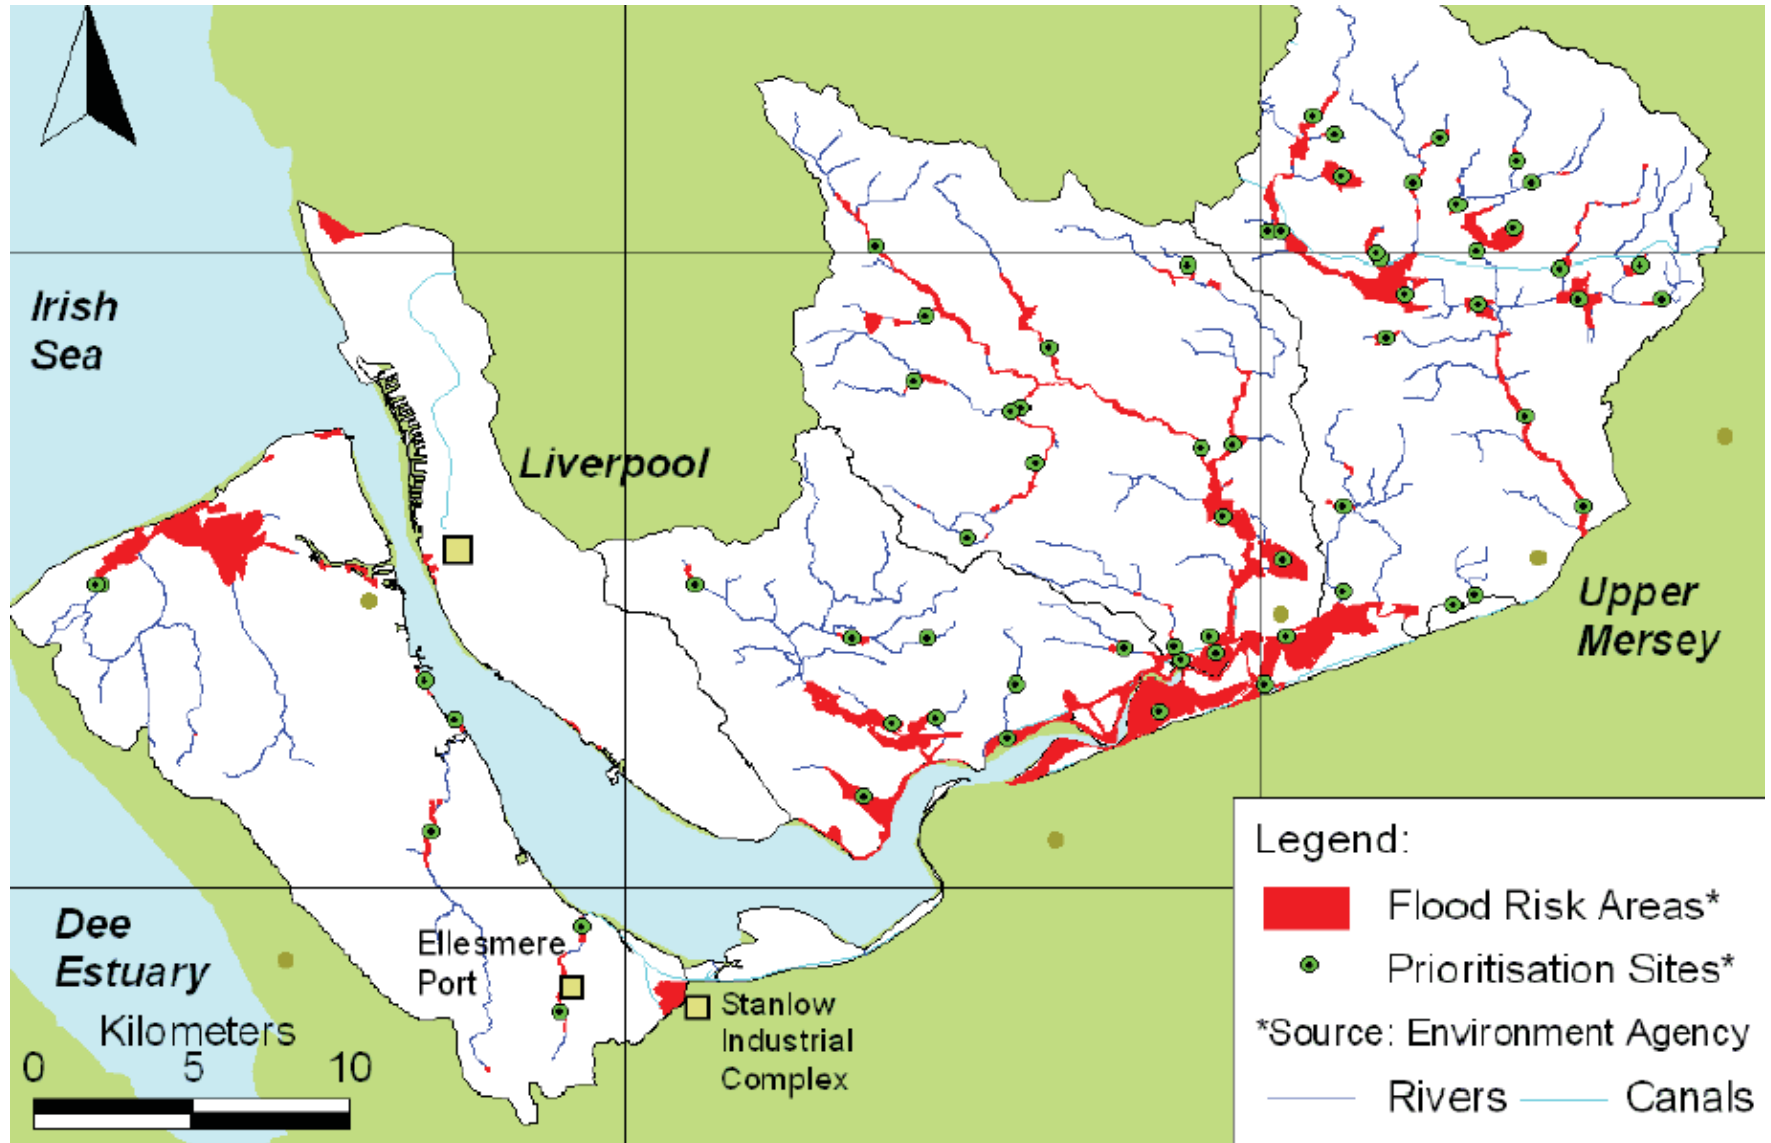 Irish
Sea
Liverpool
Upper
Mersey
Dee
Estuary
Ellesmere
Port
Stanlow
Industrial
Complex
Kilometers
0 5 10
Legend:
Flood Risk Areas*
Prioritisation Sites*
*Source: Environment Agency
Rivers Canals